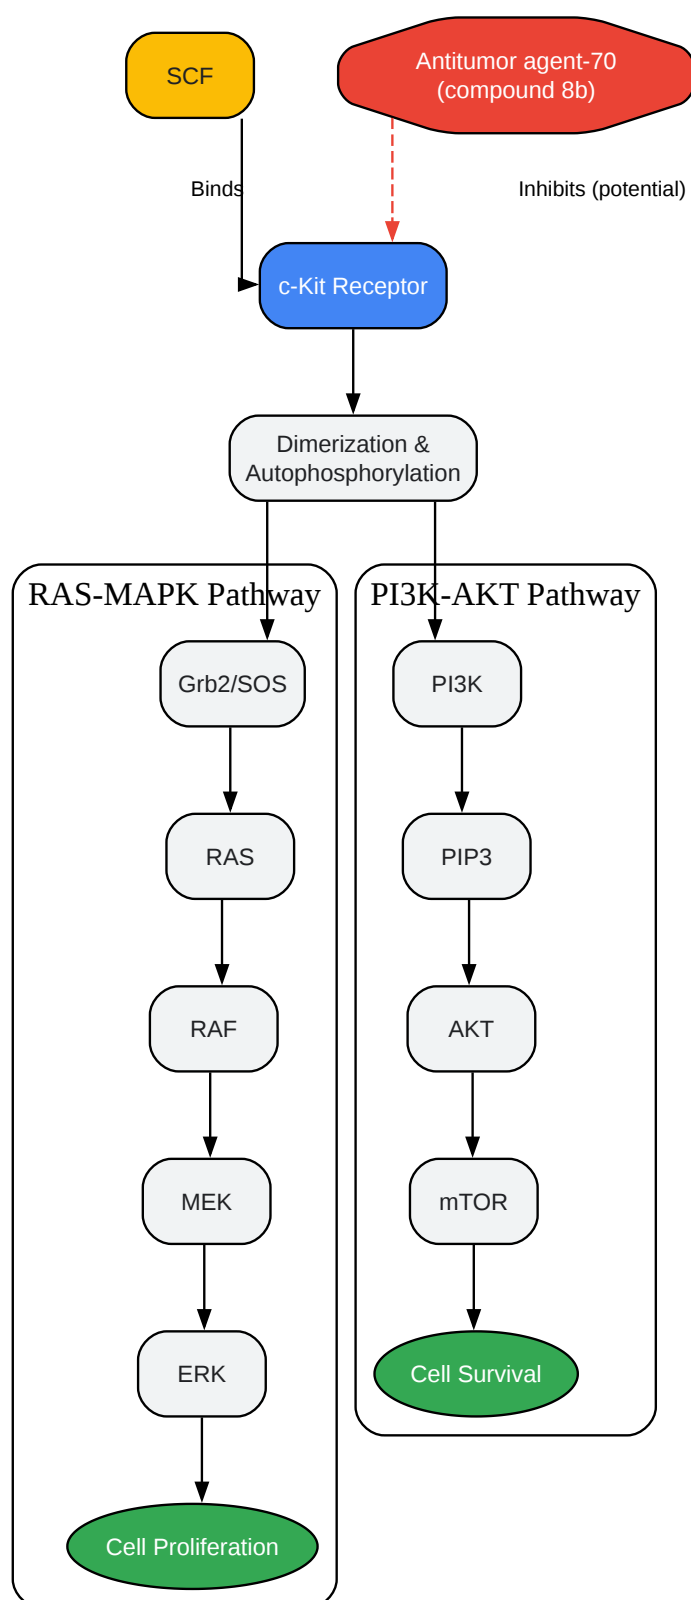 SCF
Antitumor agent-70
(compound 8b)
Binds
Inhibits (potential)
c-Kit Receptor
Dimerization &
Autophosphorylation
RAS-MAPK Pathway
PI3K-AKT Pathway
Grb2/SOS
PI3K
RAS
PIP3
RAF
AKT
MEK
mTOR
ERK
Cell Survival
Cell Proliferation